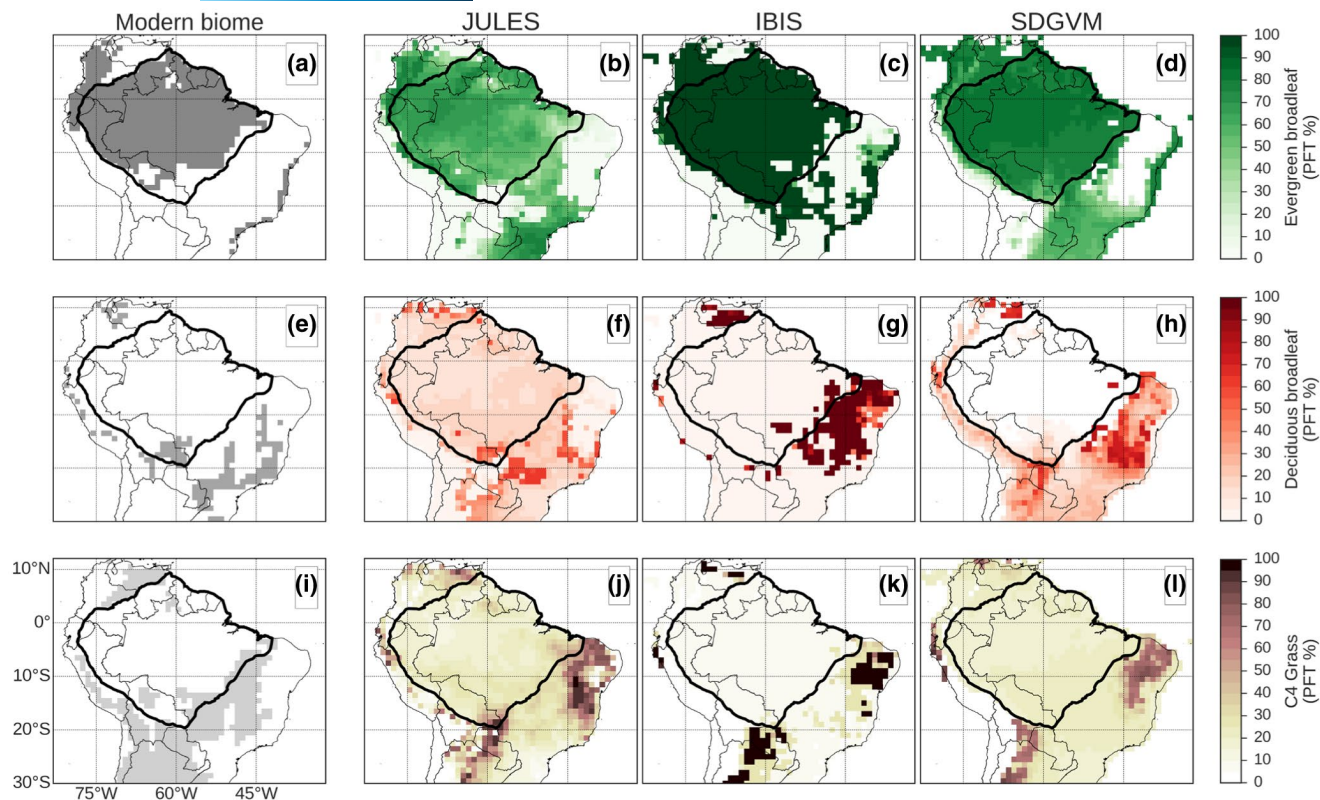 Modern biome JULES IBIS SDGVM
(a) (b) (c) (d)
100
90
80
70
60
50
40
30
20
10
0
Evergreen broadleaf
(PFT %)
(e) (f) (g) (h)
100
90
80
70
60
50
40
30
20
10
0
Deciduous broadleaf
(PFT %)
(i) (j) (k) (l)
10°N
0°
10°S
20°S
30°S
75°W 60°W 45°W
100
90
80
70
60
50
40
30
20
10
0
C4 Grass
(PFT %)